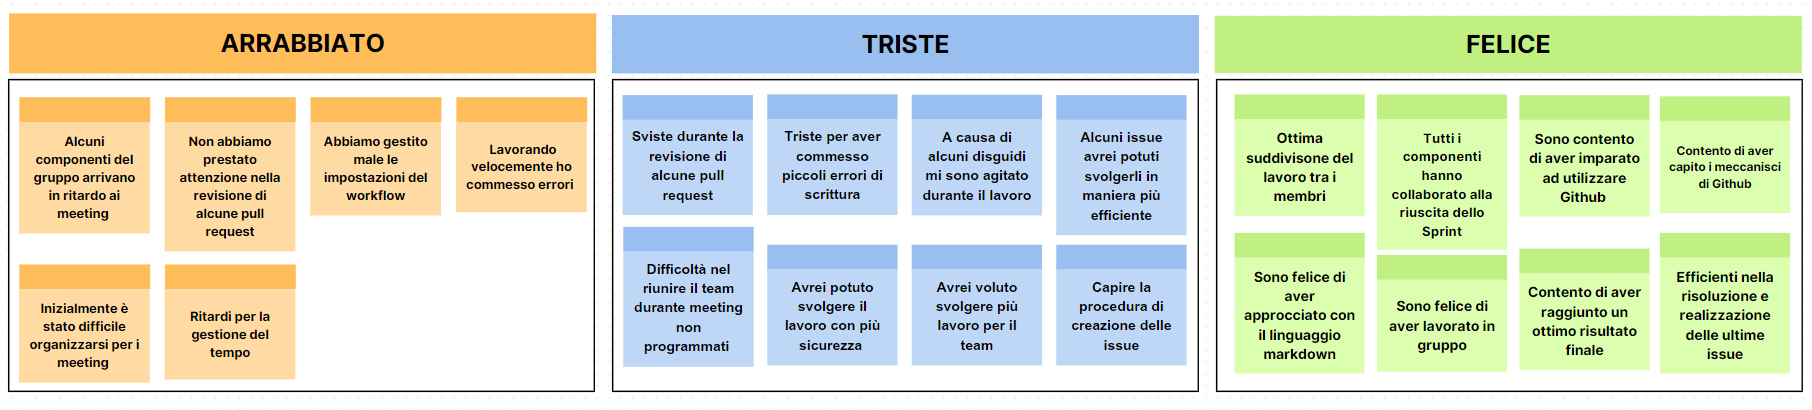 ARRABBIATO
Alcuni
componenti del
gruppo arrivano
in ritardo ai
meeting
Non abbiamo
prestato
attenzione nella
revisione di
alcune pull
request
Abbiamo gestito
male le
impostazioni del
workflow
Lavorando
velocemente ho
commesso errori
Inizialmente è
stato difficile
organizzarsi per i
meeting
Ritardi per la
gestione del
tempo
TRISTE
Sviste durante la
revisione di
alcune pull
request
Triste per aver
commesso
piccoli errori di
scrittura
A causa di
alcuni disguidi
mi sono agitato
durante il lavoro
Alcuni issue
avrei potuti
svolgerli in
maniera più
efficiente
Difficoltà nel
riunire il team
durante meeting
non
programmati
Avrei potuto
svolgere il
lavoro con più
sicurezza
Avrei voluto
svolgere più
lavoro per il
team
Capire la
procedura di
creazione delle
issue
FELICE
Ottima
suddivisone del
lavoro tra i
membri
Tutti i
componenti
hanno
collaborato alla
riuscita dello
Sprint
Sono contento
di aver imparato
ad utilizzare
Github
Contento di aver
capito i meccanisci
di Github
Sono felice di
aver
approcciato con
il linguaggio
markdown
Sono felice di
aver lavorato in
gruppo
Contento di aver
raggiunto un
ottimo risultato
finale
Efficienti nella
risoluzione e
realizzazione
delle ultime
issue